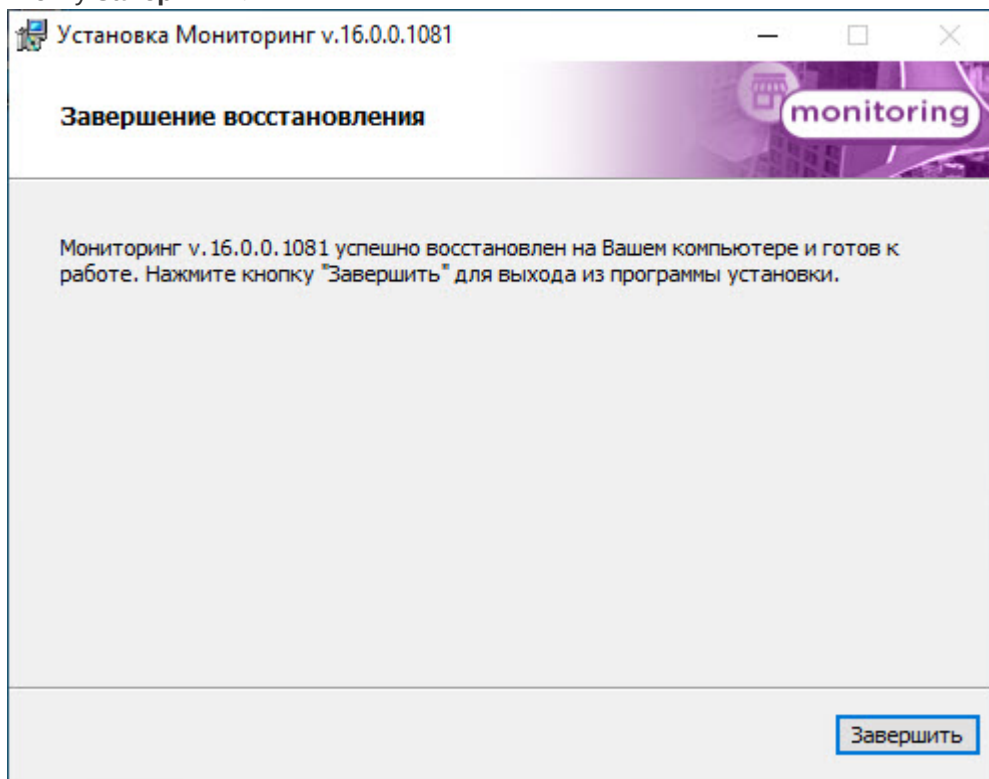 Установка Мониторинг v.16.0.0.1081
Завершение восстановления
monitoring
Мониторинг v.16.0.0.1081 успешно восстановлен на Вашем компьютере и готов к
работе. Нажмите кнопку "Завершить" для выхода из программы установки.
Завершить